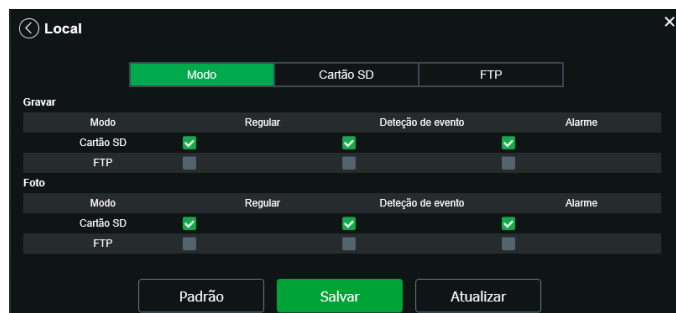 Local
Modo Cartão SD FTP
Gravar
Modo Regular Deteção de evento Alarme
Cartão SD
FTP
Foto
Modo Regular Deteção de evento Alarme
Cartão SD
FTP
Padrão Salvar Atualizar